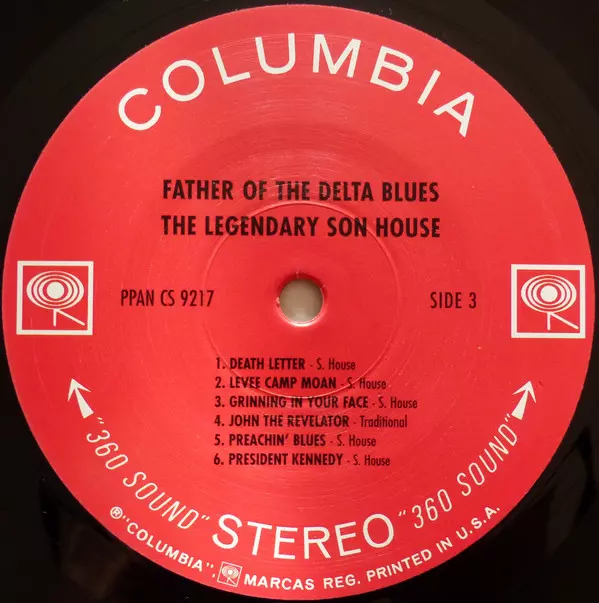 COLUMBIA
FATHER OF THE DELTA BLUES
THE LEGENDARY SON HOUSE
PPAN CS 9217
SIDE 3
1. DEATH LETTER - S. House
2. LEVEE CAMP MOAN - S. House
3. GRINNING IN YOUR FACE - S. House
4. JOHN THE REVELATOR - Traditional
5. PREACHIN' BLUES - S. House
6. PRESIDENT KENNEDY - S. House
"360 SOUND" STEREO "360 SOUND"
®"COLUMBIA", MARCAS REG. PRINTED IN U.S.A.